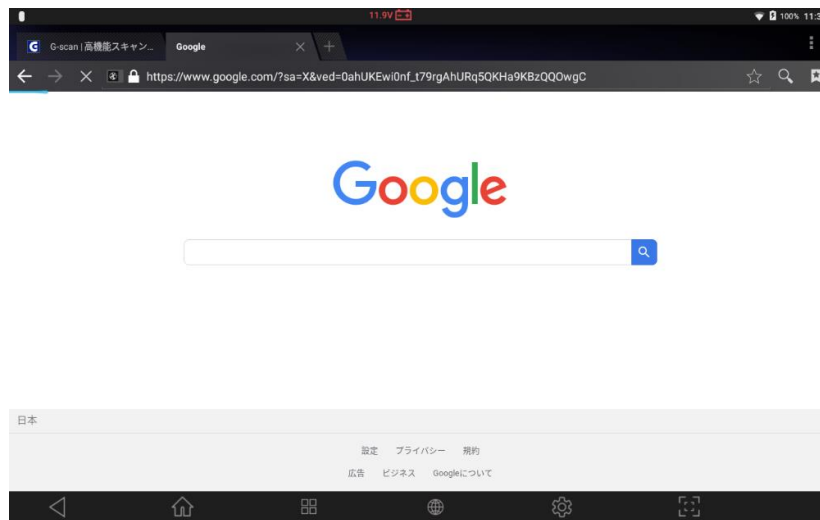 11.9V
100% 11:3
G-scan | 高機能スキャン... Google
https://www.google.com/?sa=X&ved=0ahUKEwi0nf_t79rgAhURq5QKHa9KBzQQOwgC
Google
日本
設定 プライバシー 規約
広告 ビジネス Googleについて